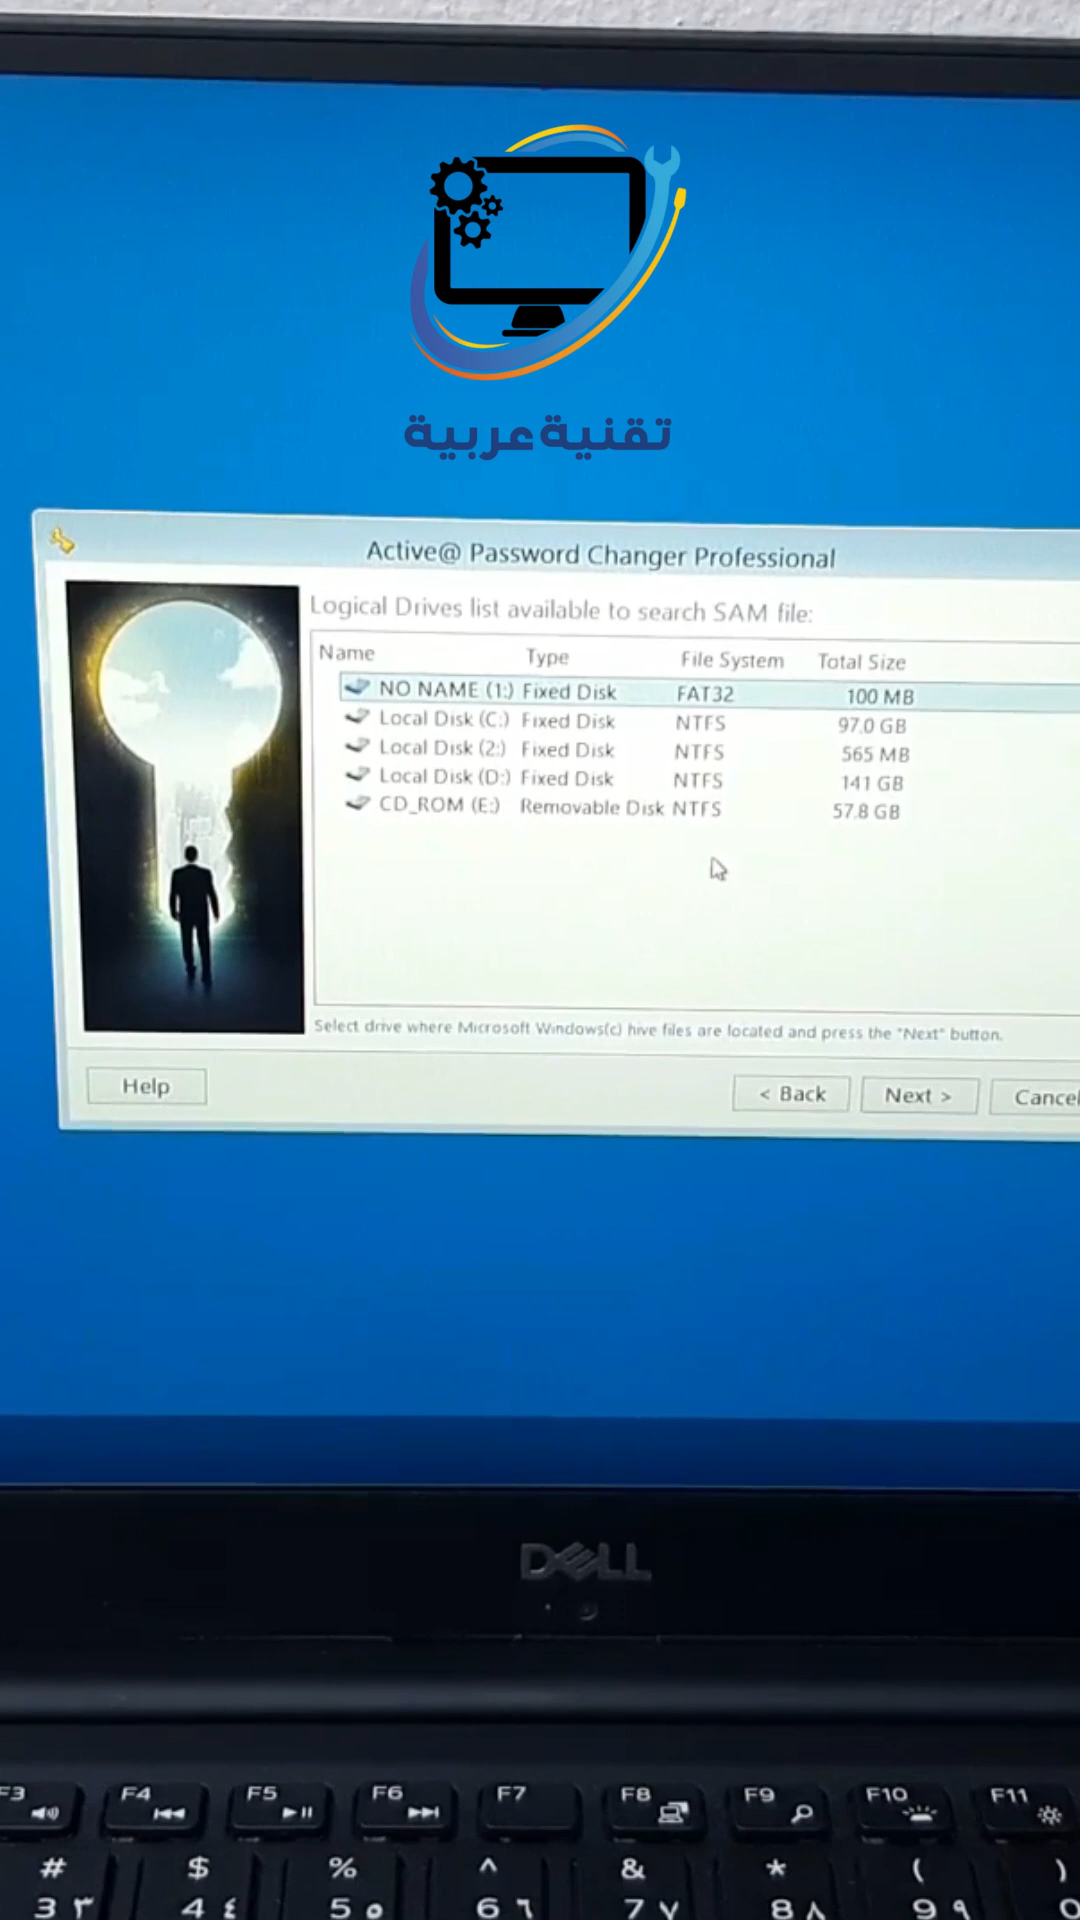 تقنية عربية
Active@ Password Changer Professional
Logical Drives list available to search SAM file:
Name Type File System Total Size
NO NAME (1:) Fixed Disk FAT32 100 MB
Local Disk (C:) Fixed Disk NTFS 97.0 GB
Local Disk (2:) Fixed Disk NTFS 565 MB
Local Disk (D:) Fixed Disk NTFS 141 GB
CD_ROM (E:) Removable Disk NTFS 57.8 GB
Select drive where Microsoft Windows(c) hive files are located and press the "Next" button.
Help < Back Next > Cancel
DELL
F3 F4 F5 F6 F7 F8 F9 F10 F11
# $ % ^ & * ( )
3 ٣ 4 ٤ 5 ٥ 6 ٦ 7 ٧ 8 ٨ 9 ٩ 0